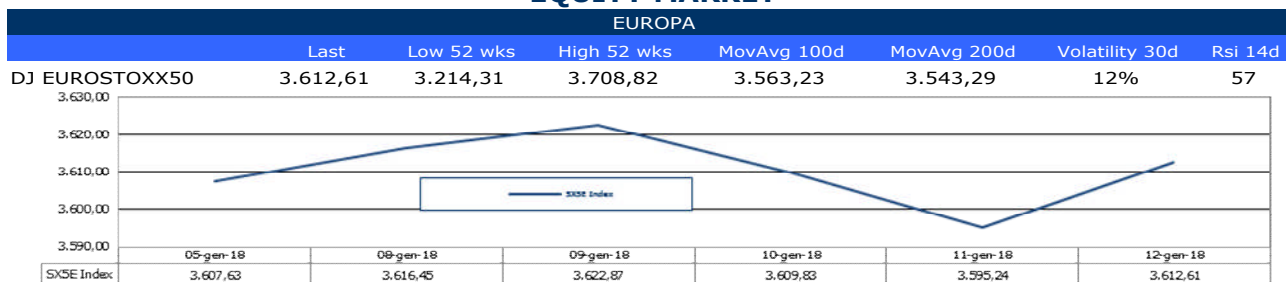 EQUITY MARKET
EUROPA
Last Low 52 wks High 52 wks MovAvg 100d MovAvg 200d Volatility 30d Rsi 14d
DJ EUROSTOXX50 3.612,61 3.214,31 3.708,82 3.563,23 3.543,29 12% 57
3.630,00
3.620,00
3.610,00
3.600,00
3.590,00
SX5E Index
05-gen-18 08-gen-18 09-gen-18 10-gen-18 11-gen-18 12-gen-18
SX5E Index 3.607,63 3.616,45 3.622,87 3.609,83 3.595,24 3.612,61